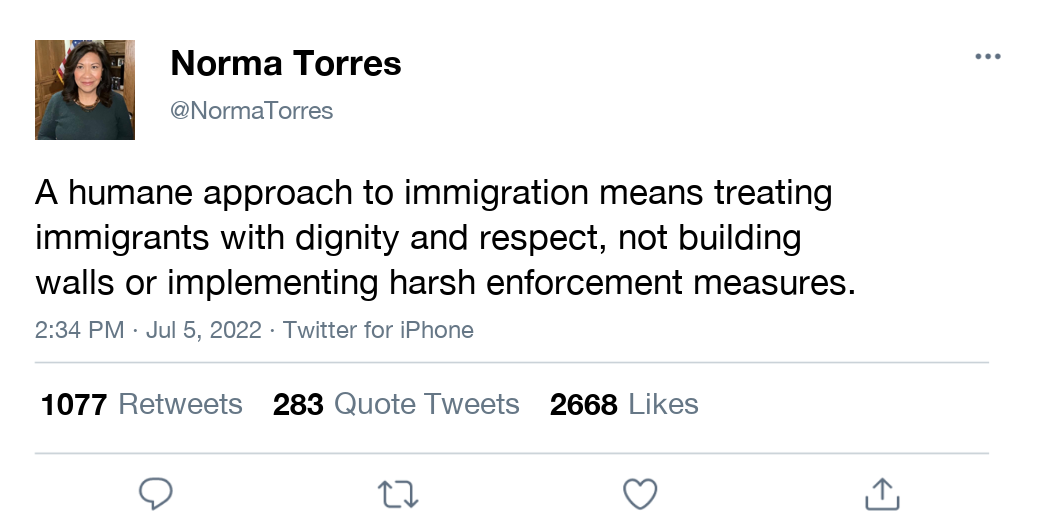 Norma Torres
@NormaTorres
A humane approach to immigration means treating
immigrants with dignity and respect, not building
walls or implementing harsh enforcement measures.
2:34 PM · Jul 5, 2022 · Twitter for iPhone
1077 Retweets 283 Quote Tweets 2668 Likes